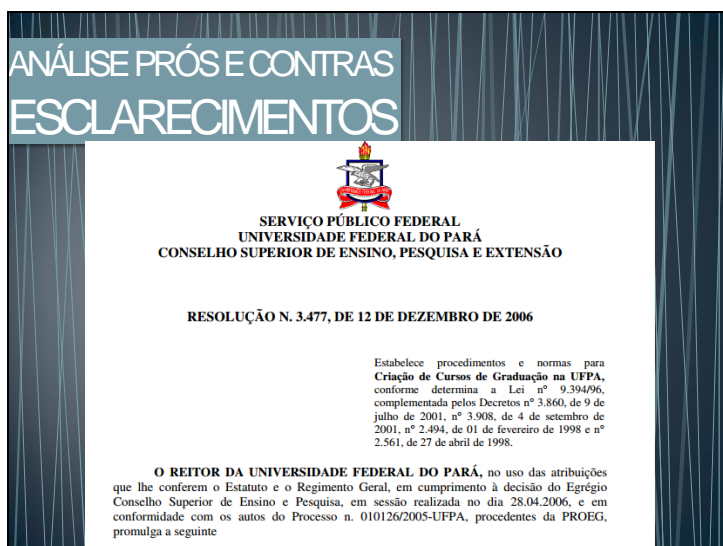 ANÁLISE PRÓS E CONTRAS
ESCLARECIMENTOS
SERVIÇO PÚBLICO FEDERAL
UNIVERSIDADE FEDERAL DO PARÁ
CONSELHO SUPERIOR DE ENSINO, PESQUISA E EXTENSÃO
RESOLUÇÃO N. 3.477, DE 12 DE DEZEMBRO DE 2006
Estabelece procedimentos e normas para
Criação de Cursos de Graduação na UFPA,
conforme determina a Lei nº 9.394/96,
complementada pelos Decretos nº 3.860, de 9 de
julho de 2001, nº 3.908, de 4 de setembro de
2001, nº 2.494, de 01 de fevereiro de 1998 e nº
2.561, de 27 de abril de 1998.
O REITOR DA UNIVERSIDADE FEDERAL DO PARÁ, no uso das atribuições
que lhe conferem o Estatuto e o Regimento Geral, em cumprimento à decisão do Egrégio
Conselho Superior de Ensino e Pesquisa, em sessão realizada no dia 28.04.2006, e em
conformidade com os autos do Processo n. 010126/2005-UFPA, procedentes da PROEG,
promulga a seguinte